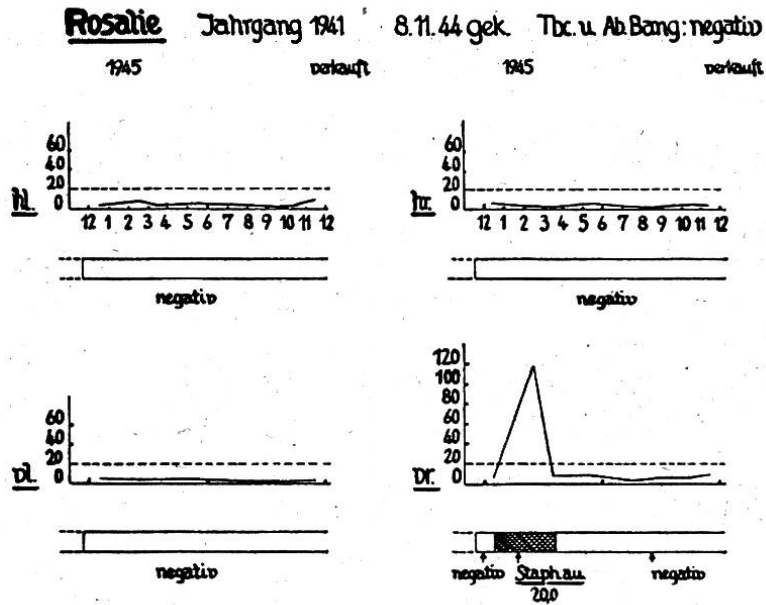 Rosalie Jahrgang 1941 8.11.44 gek. Tbc. u. Ab. Bang: negativ
1945 verkauft 1945 verkauft
60
40
20
hl. 0
12 1 2 3 4 5 6 7 8 9 10 11 12
negativ
60
40
20
hr. 0
12 1 2 3 4 5 6 7 8 9 10 11 12
negativ
60
40
20
vl. 0
negativ
120
100
80
60
40
20
vr. 0
negativ Staph. au. negativ
20,0